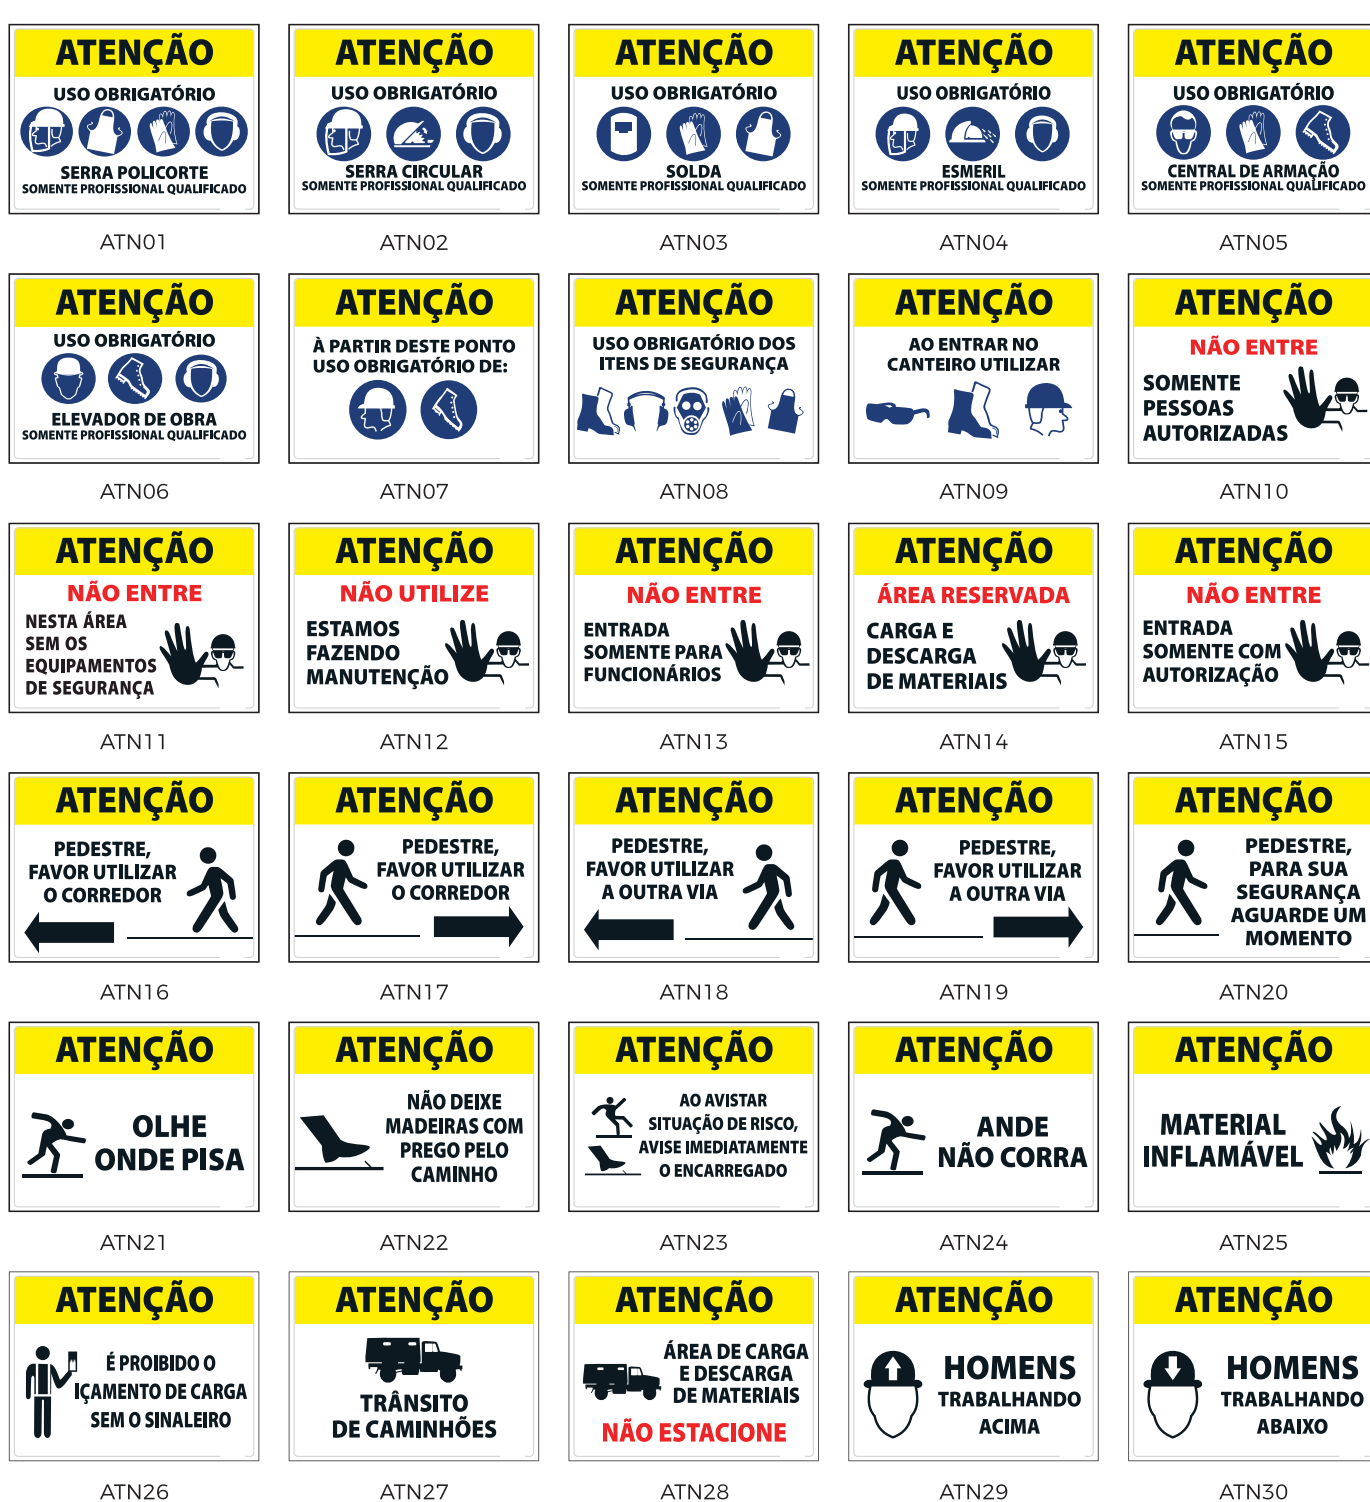 ATENÇÃO
USO OBRIGATÓRIO
SERRA POLICORTE
SOMENTE PROFISSIONAL QUALIFICADO
ATN01
ATENÇÃO
USO OBRIGATÓRIO
SERRA CIRCULAR
SOMENTE PROFISSIONAL QUALIFICADO
ATN02
ATENÇÃO
USO OBRIGATÓRIO
SOLDA
SOMENTE PROFISSIONAL QUALIFICADO
ATN03
ATENÇÃO
USO OBRIGATÓRIO
ESMERIL
SOMENTE PROFISSIONAL QUALIFICADO
ATN04
ATENÇÃO
USO OBRIGATÓRIO
CENTRAL DE ARMAÇÃO
SOMENTE PROFISSIONAL QUALIFICADO
ATN05
ATENÇÃO
USO OBRIGATÓRIO
ELEVADOR DE OBRA
SOMENTE PROFISSIONAL QUALIFICADO
ATN06
ATENÇÃO
À PARTIR DESTE PONTO
USO OBRIGATÓRIO DE:
ATN07
ATENÇÃO
USO OBRIGATÓRIO DOS
ITENS DE SEGURANÇA
ATN08
ATENÇÃO
AO ENTRAR NO
CANTEIRO UTILIZAR
ATN09
ATENÇÃO
NÃO ENTRE
SOMENTE
PESSOAS
AUTORIZADAS
ATN10
ATENÇÃO
NÃO ENTRE
NESTA ÁREA
SEM OS
EQUIPAMENTOS
DE SEGURANÇA
ATN11
ATENÇÃO
NÃO UTILIZE
ESTAMOS
FAZENDO
MANUTENÇÃO
ATN12
ATENÇÃO
NÃO ENTRE
ENTRADA
SOMENTE PARA
FUNCIONÁRIOS
ATN13
ATENÇÃO
ÁREA RESERVADA
CARGA E
DESCARGA
DE MATERIAIS
ATN14
ATENÇÃO
NÃO ENTRE
ENTRADA
SOMENTE COM
AUTORIZAÇÃO
ATN15
ATENÇÃO
PEDESTRE,
FAVOR UTILIZAR
O CORREDOR
ATN16
ATENÇÃO
PEDESTRE,
FAVOR UTILIZAR
O CORREDOR
ATN17
ATENÇÃO
PEDESTRE,
FAVOR UTILIZAR
A OUTRA VIA
ATN18
ATENÇÃO
PEDESTRE,
FAVOR UTILIZAR
A OUTRA VIA
ATN19
ATENÇÃO
PEDESTRE,
PARA SUA
SEGURANÇA
AGUARDE UM
MOMENTO
ATN20
ATENÇÃO
OLHE
ONDE PISA
ATN21
ATENÇÃO
NÃO DEIXE
MADEIRAS COM
PREGO PELO
CAMINHO
ATN22
ATENÇÃO
AO AVISTAR
SITUAÇÃO DE RISCO,
AVISE IMEDIATAMENTE
O ENCARREGADO
ATN23
ATENÇÃO
ANDE
NÃO CORRA
ATN24
ATENÇÃO
MATERIAL
INFLAMÁVEL
ATN25
ATENÇÃO
É PROIBIDO O
IÇAMENTO DE CARGA
SEM O SINALEIRO
ATN26
ATENÇÃO
TRÂNSITO
DE CAMINHÕES
ATN27
ATENÇÃO
ÁREA DE CARGA
E DESCARGA
DE MATERIAIS
NÃO ESTACIONE
ATN28
ATENÇÃO
HOMENS
TRABALHANDO
ACIMA
ATN29
ATENÇÃO
HOMENS
TRABALHANDO
ABAIXO
ATN30